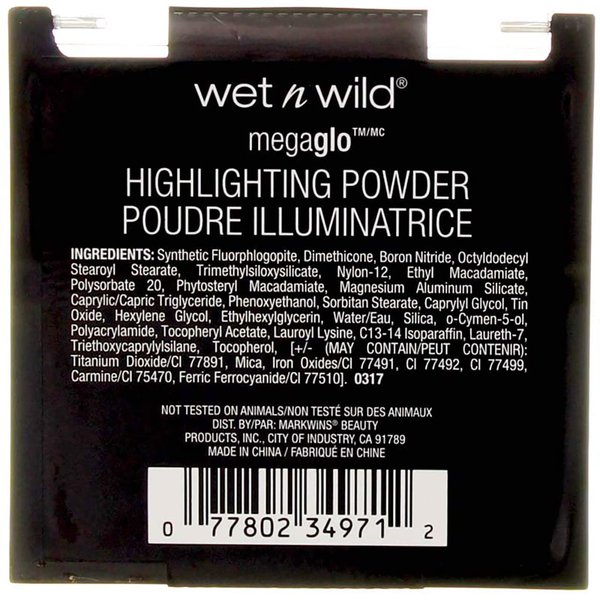 wet n wild®
megaglo™/MC
HIGHLIGHTING POWDER
POUDRE ILLUMINATRICE
INGREDIENTS: Synthetic Fluorphlogopite, Dimethicone, Boron Nitride, Octyldodecyl
Stearoyl Stearate, Trimethylsiloxysilicate, Nylon-12, Ethyl Macadamiate,
Polysorbate 20, Phytosteryl Macadamiate, Magnesium Aluminum Silicate,
Caprylic/Capric Triglyceride, Phenoxyethanol, Sorbitan Stearate, Caprylyl Glycol, Tin
Oxide, Hexylene Glycol, Ethylhexylglycerin, Water/Eau, Silica, o-Cymen-5-ol,
Polyacrylamide, Tocopheryl Acetate, Lauroyl Lysine, C13-14 Isoparaffin, Laureth-7,
Triethoxycaprylylsilane, Tocopherol, [+/- (MAY CONTAIN/PEUT CONTENIR):
Titanium Dioxide/CI 77891, Mica, Iron Oxides/CI 77491, CI 77492, CI 77499,
Carmine/CI 75470, Ferric Ferrocyanide/CI 77510]. 0317
NOT TESTED ON ANIMALS/NON TESTÉ SUR DES ANIMAUX
DIST. BY/PAR: MARKWINS® BEAUTY
PRODUCTS, INC., CITY OF INDUSTRY, CA 91789
MADE IN CHINA / FABRIQUÉ EN CHINE
0 77802 34971 2